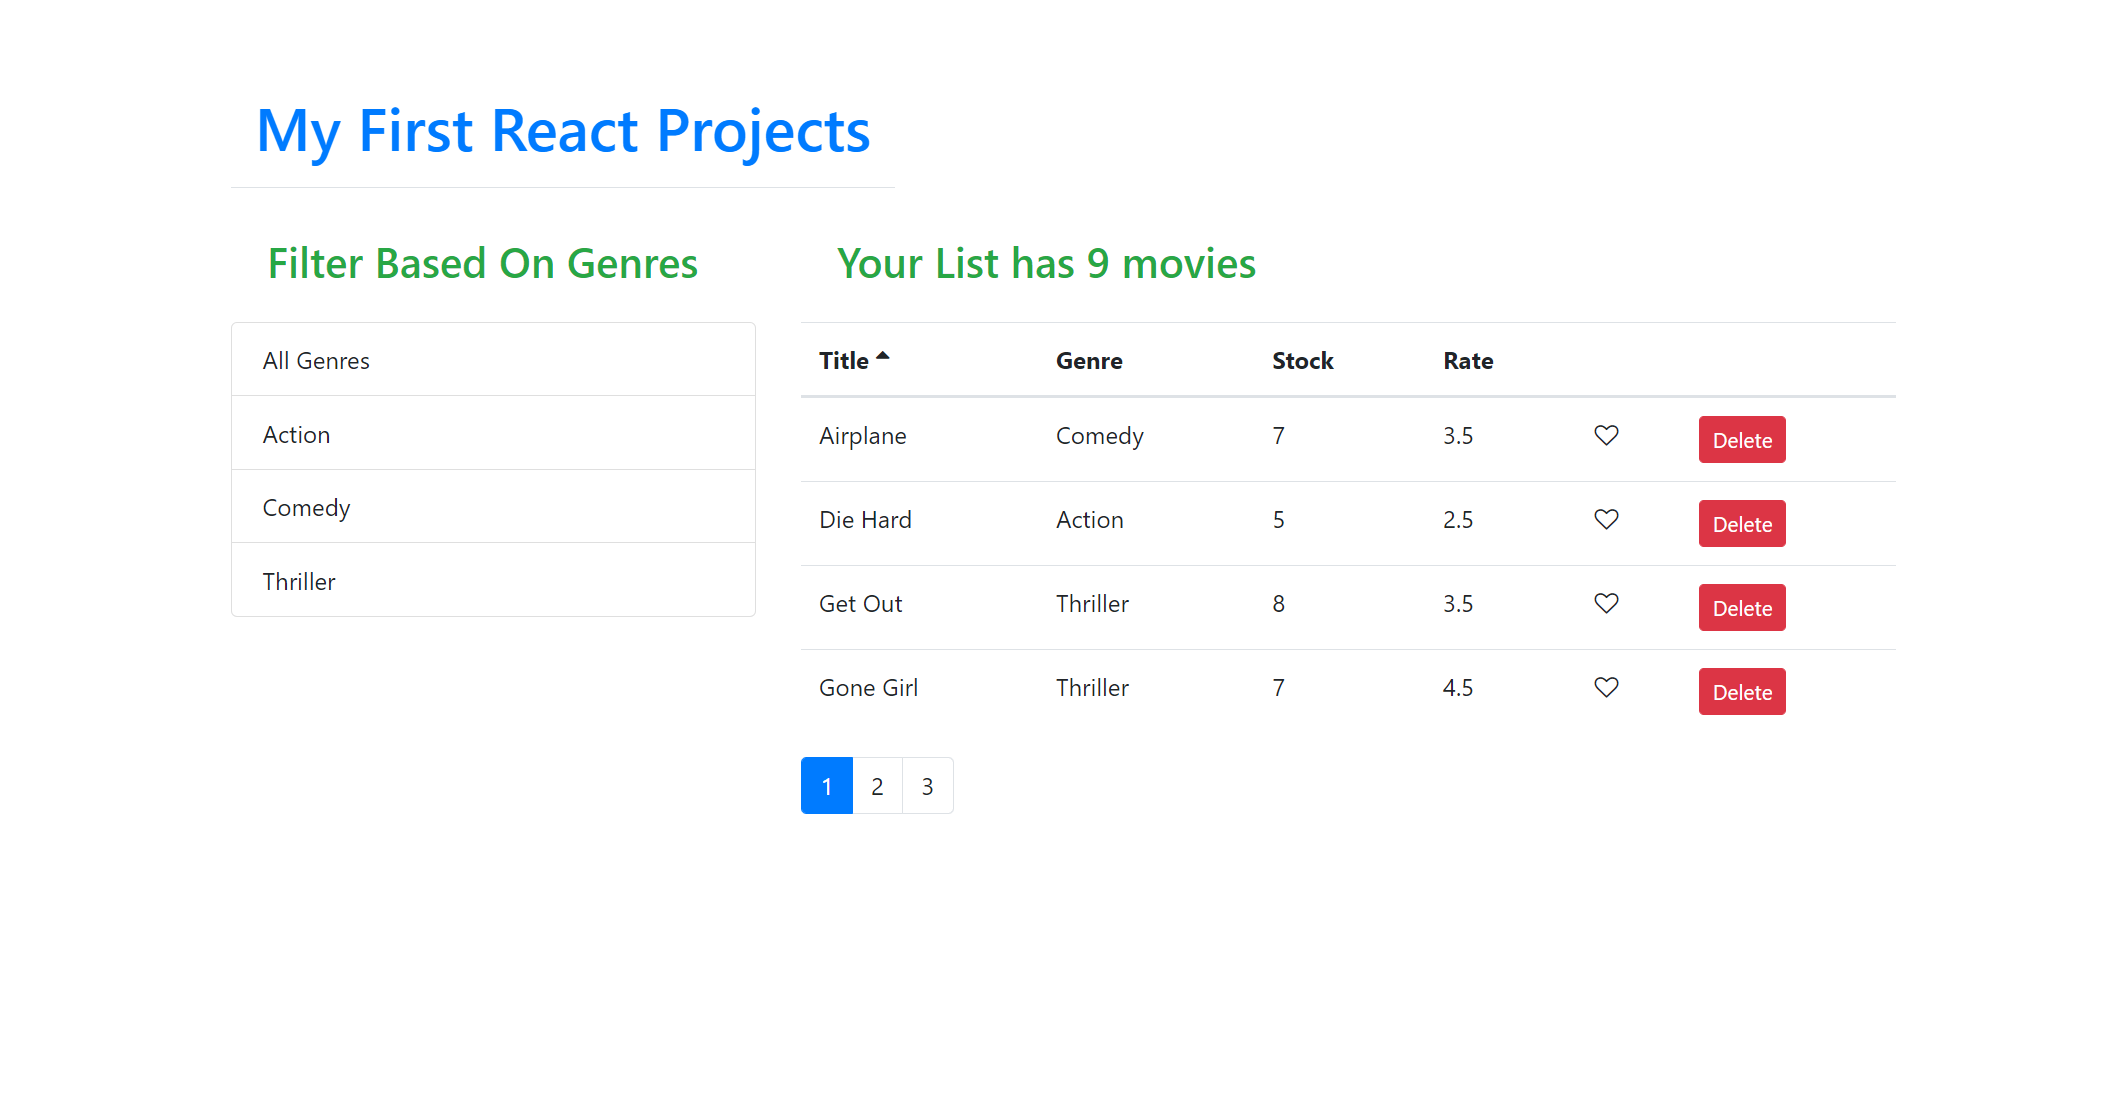 My First React Projects
Filter Based On Genres
All Genres
Action
Comedy
Thriller
Your List has 9 movies
Title Genre Stock Rate
Airplane Comedy 7 3.5 Delete
Die Hard Action 5 2.5 Delete
Get Out Thriller 8 3.5 Delete
Gone Girl Thriller 7 4.5 Delete
1 2 3